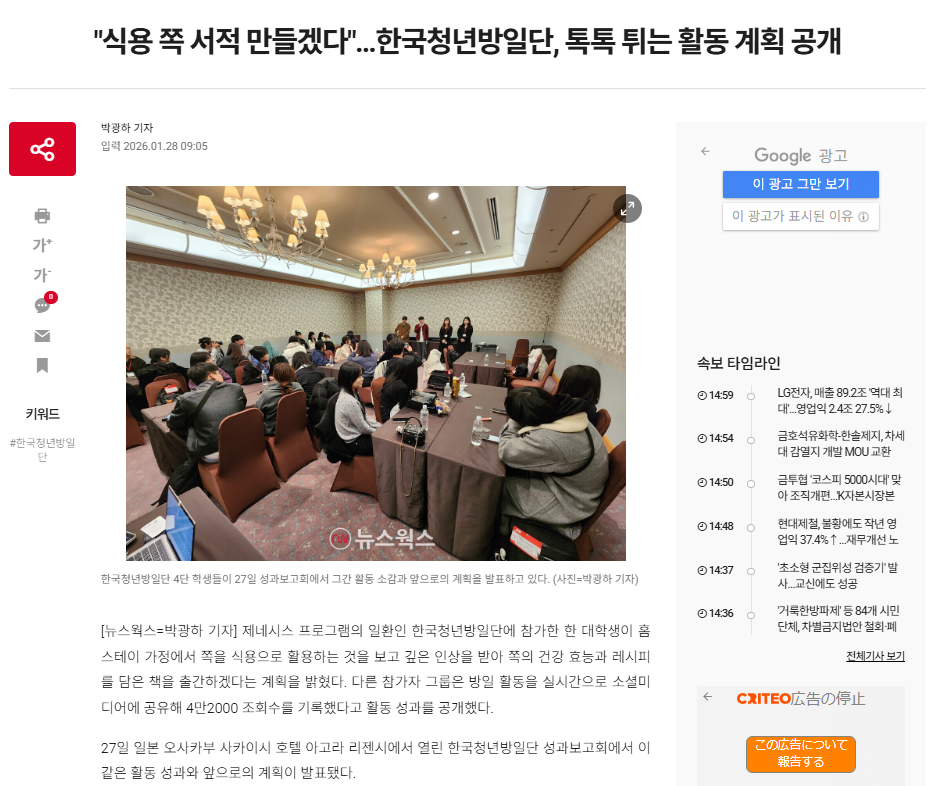 "식용 쪽 서적 만들겠다"...한국청년방일단, 톡톡 튀는 활동 계획 공개
박광하 기자
입력 2026.01.28 09:05
가+
가-
0
키워드
#한국청년방일
단
뉴스웍스
한국청년방일단 4단 학생들이 27일 성과보고회에서 그간 활동 소감과 앞으로의 계획을 발표하고 있다. (사진=박광하 기자)
[뉴스웍스=박광하 기자] 제네시스 프로그램의 일환인 한국청년방일단에 참가한 한 대학생이 홈
스테이 가정에서 쪽을 식용으로 활용하는 것을 보고 깊은 인상을 받아 쪽의 건강 효능과 레시피
를 담은 책을 출간하겠다는 계획을 밝혔다. 다른 참가자 그룹은 방일 활동을 실시간으로 소셜미
디어에 공유해 4만2000 조회수를 기록했다고 활동 성과를 공개했다.
27일 일본 오사카부 사카이시 호텔 아고라 리젠시에서 열린 한국청년방일단 성과보고회에서 이
같은 활동 성과와 앞으로의 계획이 발표됐다.
Google 광고
이 광고 그만 보기
이 광고가 표시된 이유
속보 타임라인
14:59
LG전자, 매출 89.2조 '역대 최
대'…영업익 2.4조 27.5%↓
14:54
금호석유화학-한솔제지, 차세
대 감열지 개발 MOU 교환
14:50
금투협 '코스피 5000시대' 맞
아 조직개편…'K자본시장본
14:48
현대제철, 불황에도 작년 영
업익 37.4%↑…재무개선 노
14:37
'초소형 군집위성 검증기' 발
사…교신에도 성공
14:36
'거룩한방파제' 등 84개 시민
단체, 차별금지법안 철회·폐
전체기사 보기
CRITEO広告の停止
この広告について
報告する